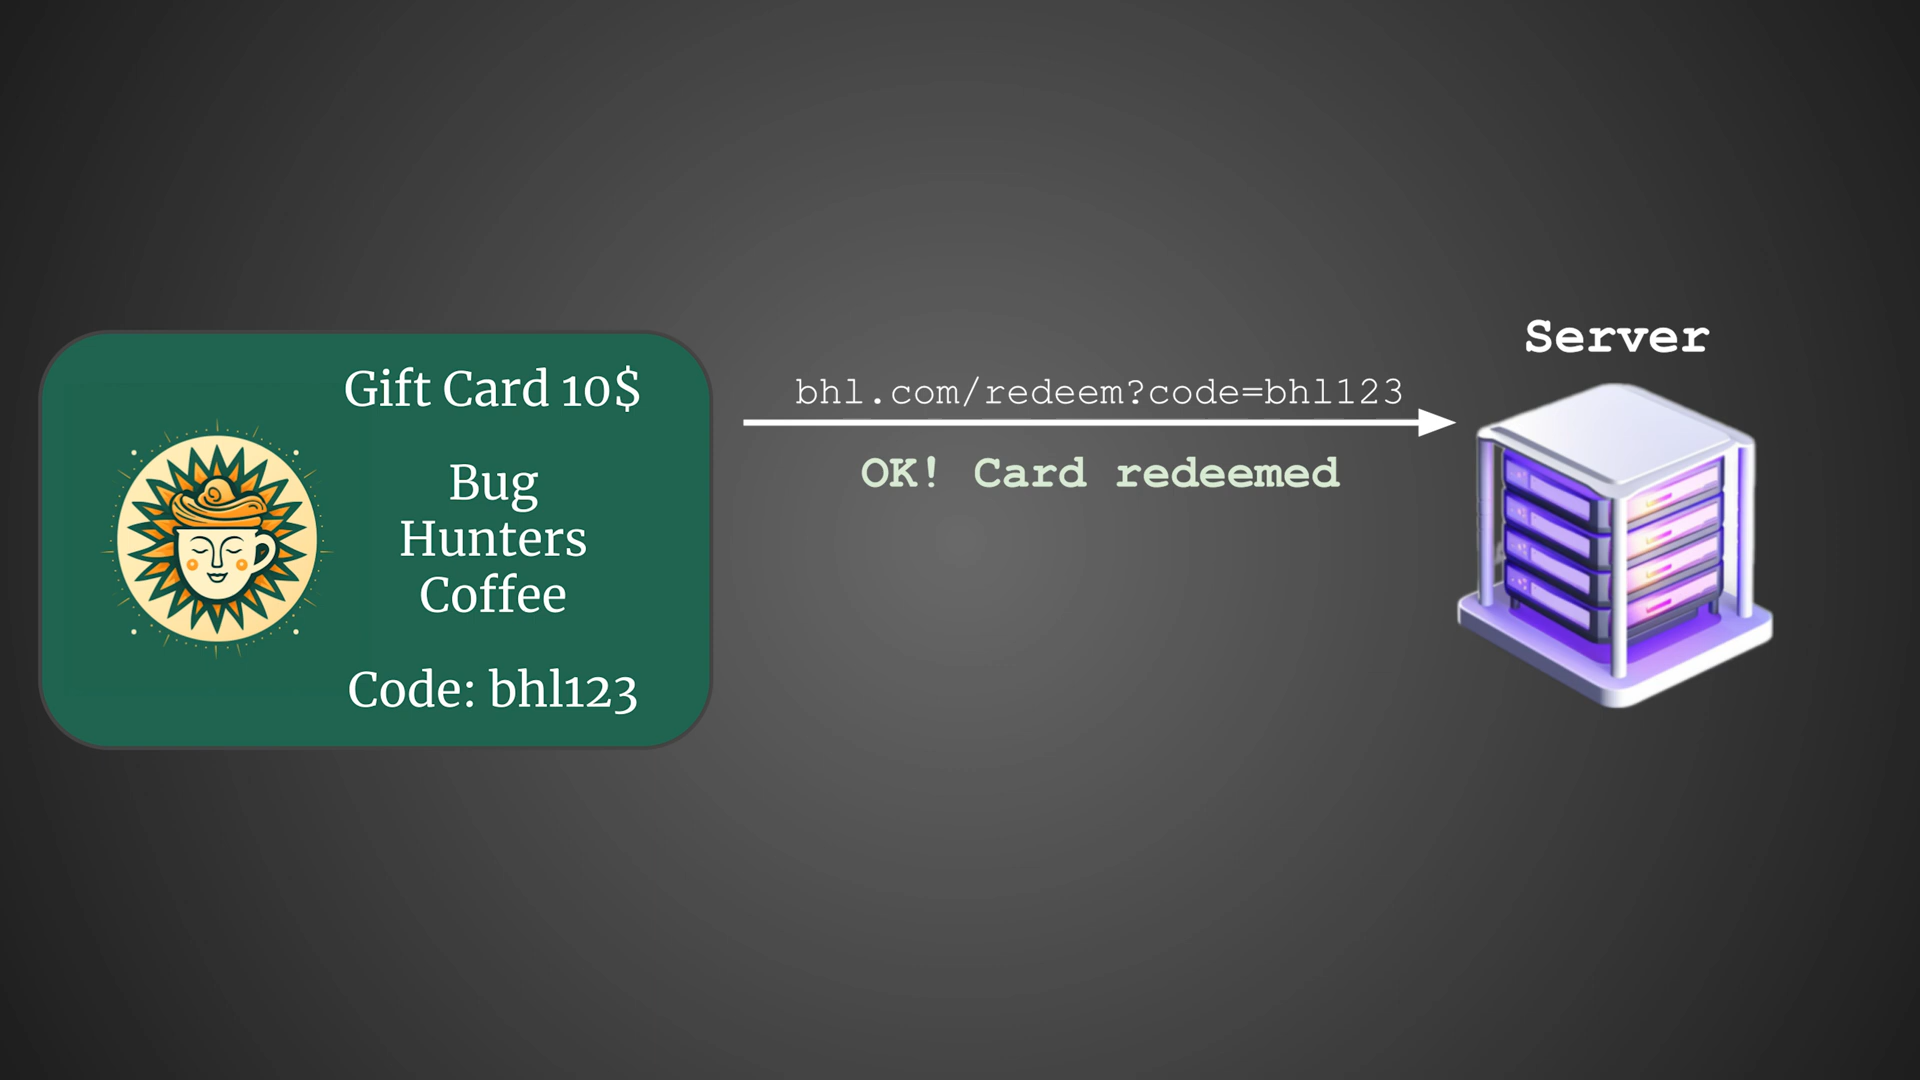 Gift Card 10$
Bug
Hunters
Coffee
Code: bhl123
bhl.com/redeem?code=bhl123
OK! Card redeemed
Server